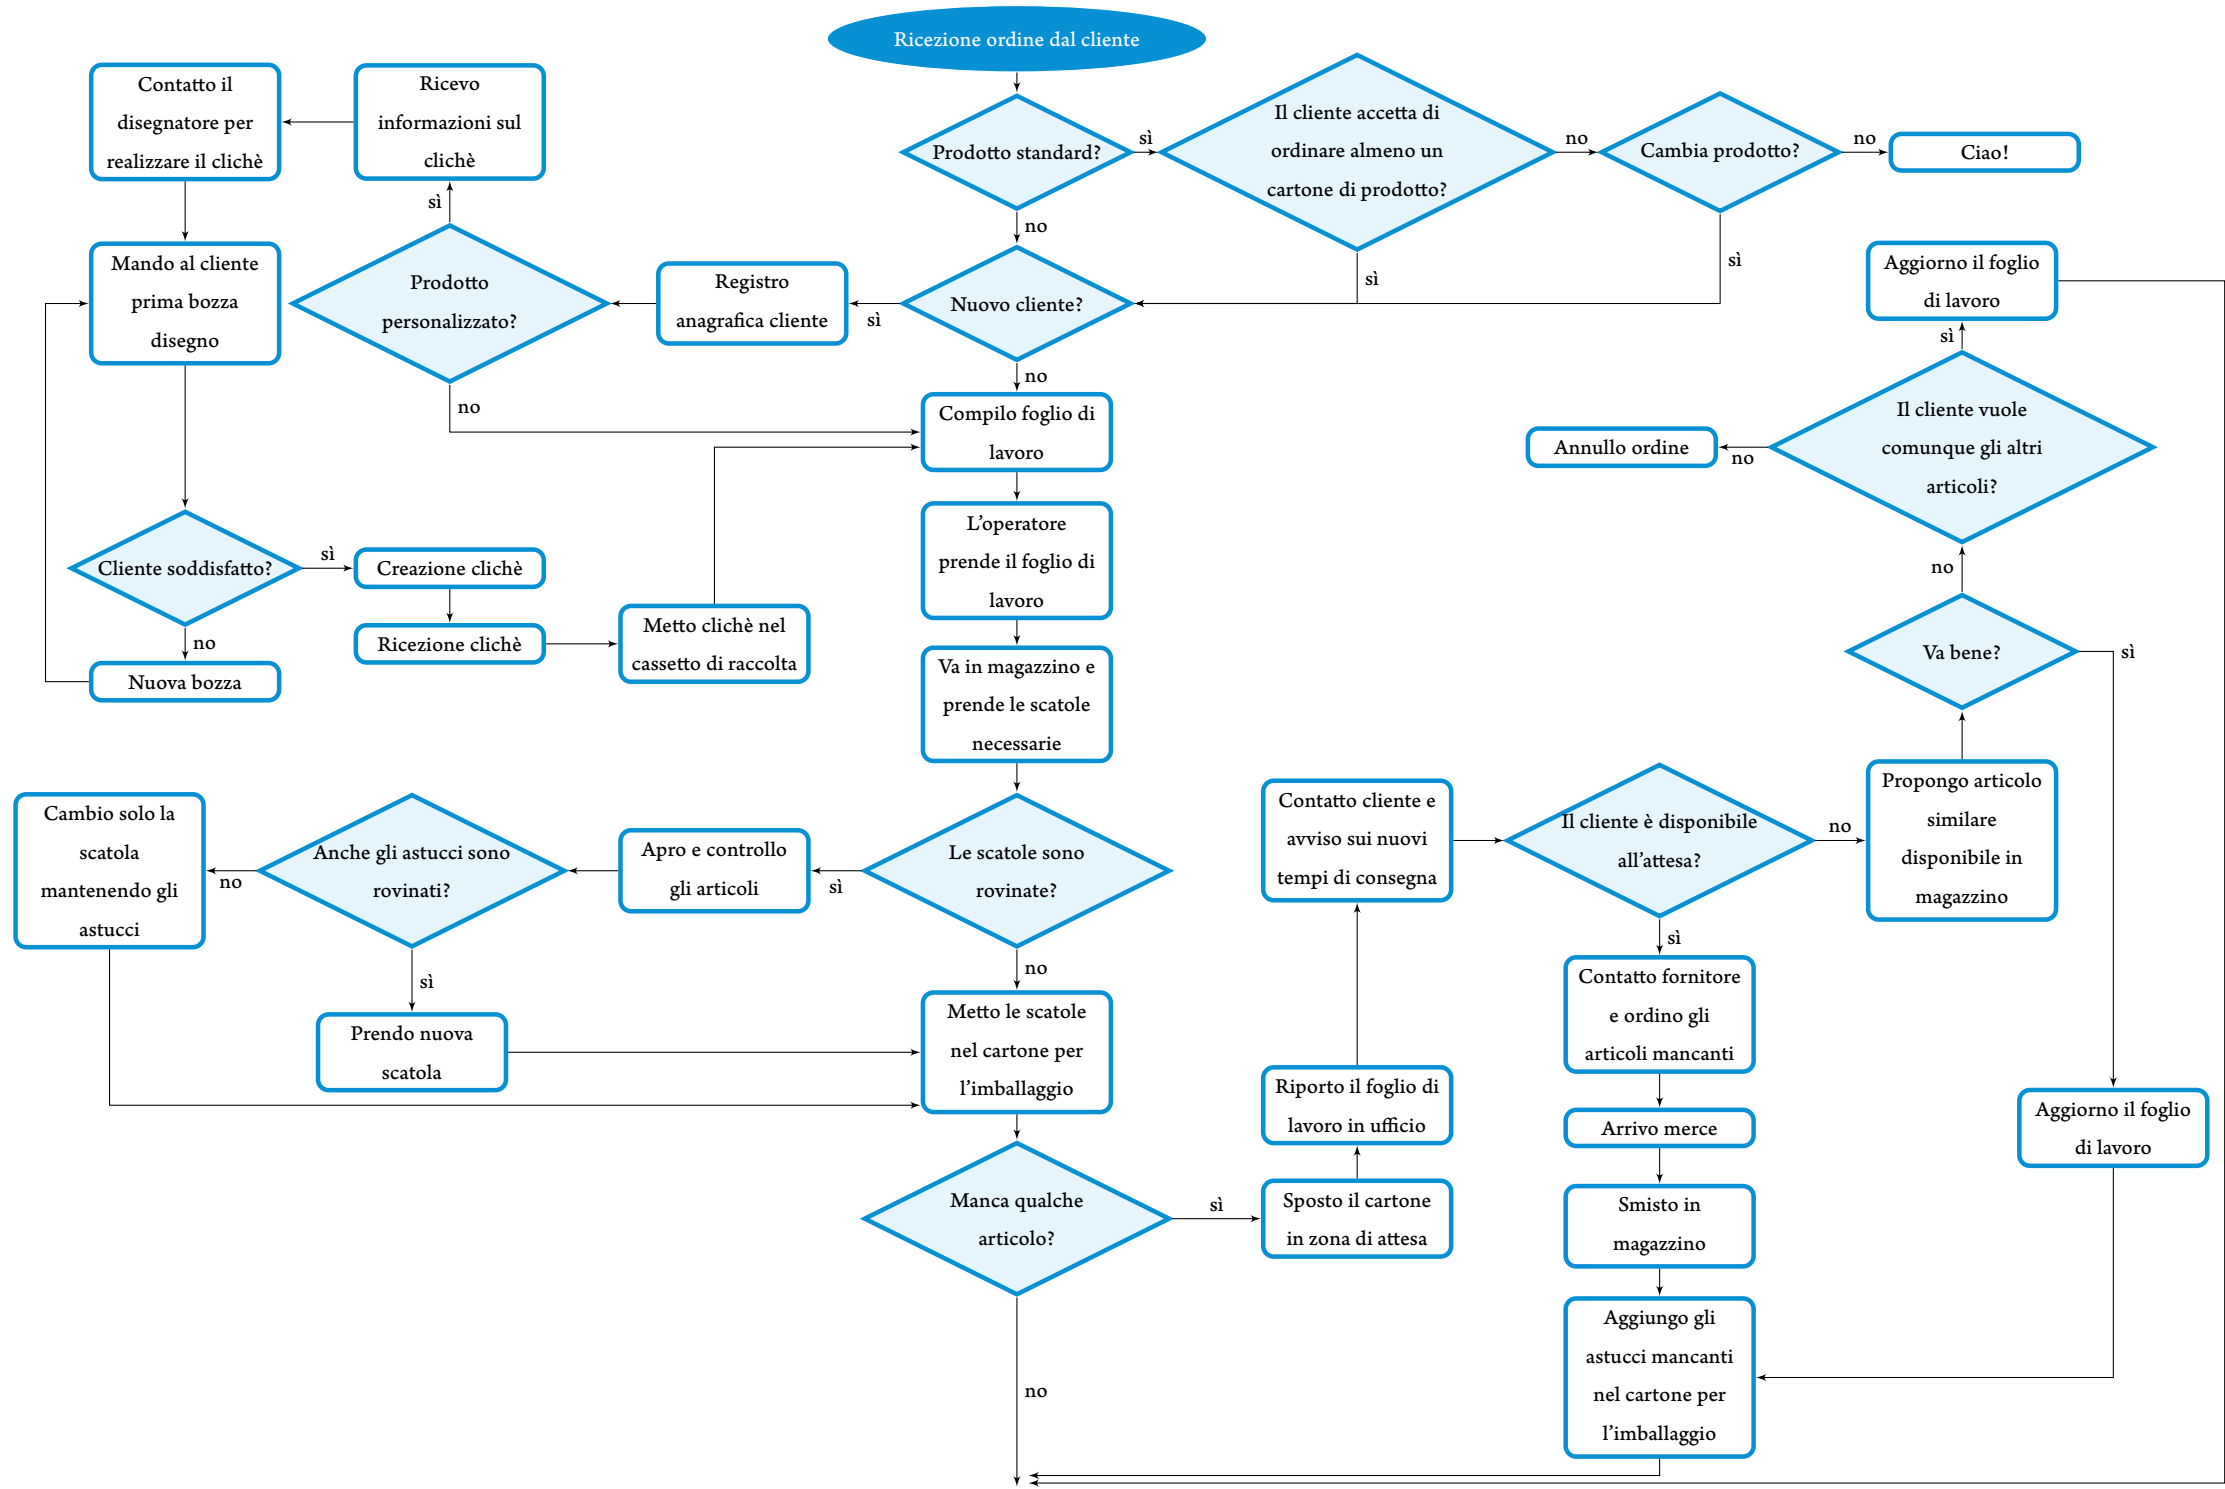 Ricezione ordine dal cliente
Prodotto standard?
sì
Il cliente accetta di
ordinare almeno un
cartone di prodotto?
no
Cambia prodotto?
no
Ciao!
sì
sì
no
Nuovo cliente?
sì
Registro
anagrafica cliente
Prodotto
personalizzato?
sì
Ricevo
informazioni sul
clichè
Contatto il
disegnatore per
realizzare il clichè
Mando al cliente
prima bozza
disegno
Cliente soddisfatto?
no
Nuova bozza
sì
Creazione clichè
Ricezione clichè
Metto clichè nel
cassetto di raccolta
no
no
Compilo foglio di
lavoro
L'operatore
prende il foglio di
lavoro
Va in magazzino e
prende le scatole
necessarie
Le scatole sono
rovinate?
sì
Apro e controllo
gli articoli
Anche gli astucci sono
rovinati?
no
Cambio solo la
scatola
mantenendo gli
astucci
sì
Prendo nuova
scatola
no
Metto le scatole
nel cartone per
l'imballaggio
Manca qualche
articolo?
no
sì
Sposto il cartone
in zona di attesa
Riporto il foglio di
lavoro in ufficio
Contatto cliente e
avviso sui nuovi
tempi di consegna
Il cliente è disponibile
all'attesa?
sì
Contatto fornitore
e ordino gli
articoli mancanti
Arrivo merce
Smisto in
magazzino
Aggiungo gli
astucci mancanti
nel cartone per
l'imballaggio
no
Propongo articolo
similare
disponibile in
magazzino
Va bene?
sì
Aggiorno il foglio
di lavoro
no
Il cliente vuole
comunque gli altri
articoli?
no
Annullo ordine
sì
Aggiorno il foglio
di lavoro